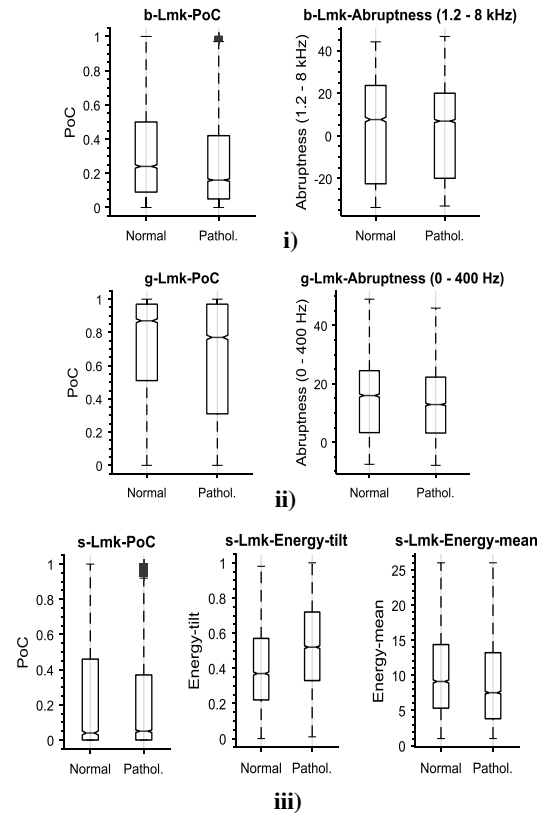 b-Lmk-PoC
b-Lmk-Abruptness (1.2 - 8 kHz)
PoC
1
0.8
0.6
0.4
0.2
0
Normal
Pathol.
Abruptness (1.2 - 8 kHz)
40
20
0
-20
Normal
Pathol.
i)
g-Lmk-PoC
g-Lmk-Abruptness (0 - 400 Hz)
PoC
1
0.8
0.6
0.4
0.2
0
Normal
Pathol.
Abruptness (0 - 400 Hz)
40
20
0
Normal
Pathol.
ii)
s-Lmk-PoC
s-Lmk-Energy-tilt
s-Lmk-Energy-mean
PoC
1
0.8
0.6
0.4
0.2
0
Normal
Pathol.
Energy-tilt
1
0.8
0.6
0.4
0.2
0
Normal
Pathol.
Energy-mean
25
20
15
10
5
0
Normal
Pathol.
iii)